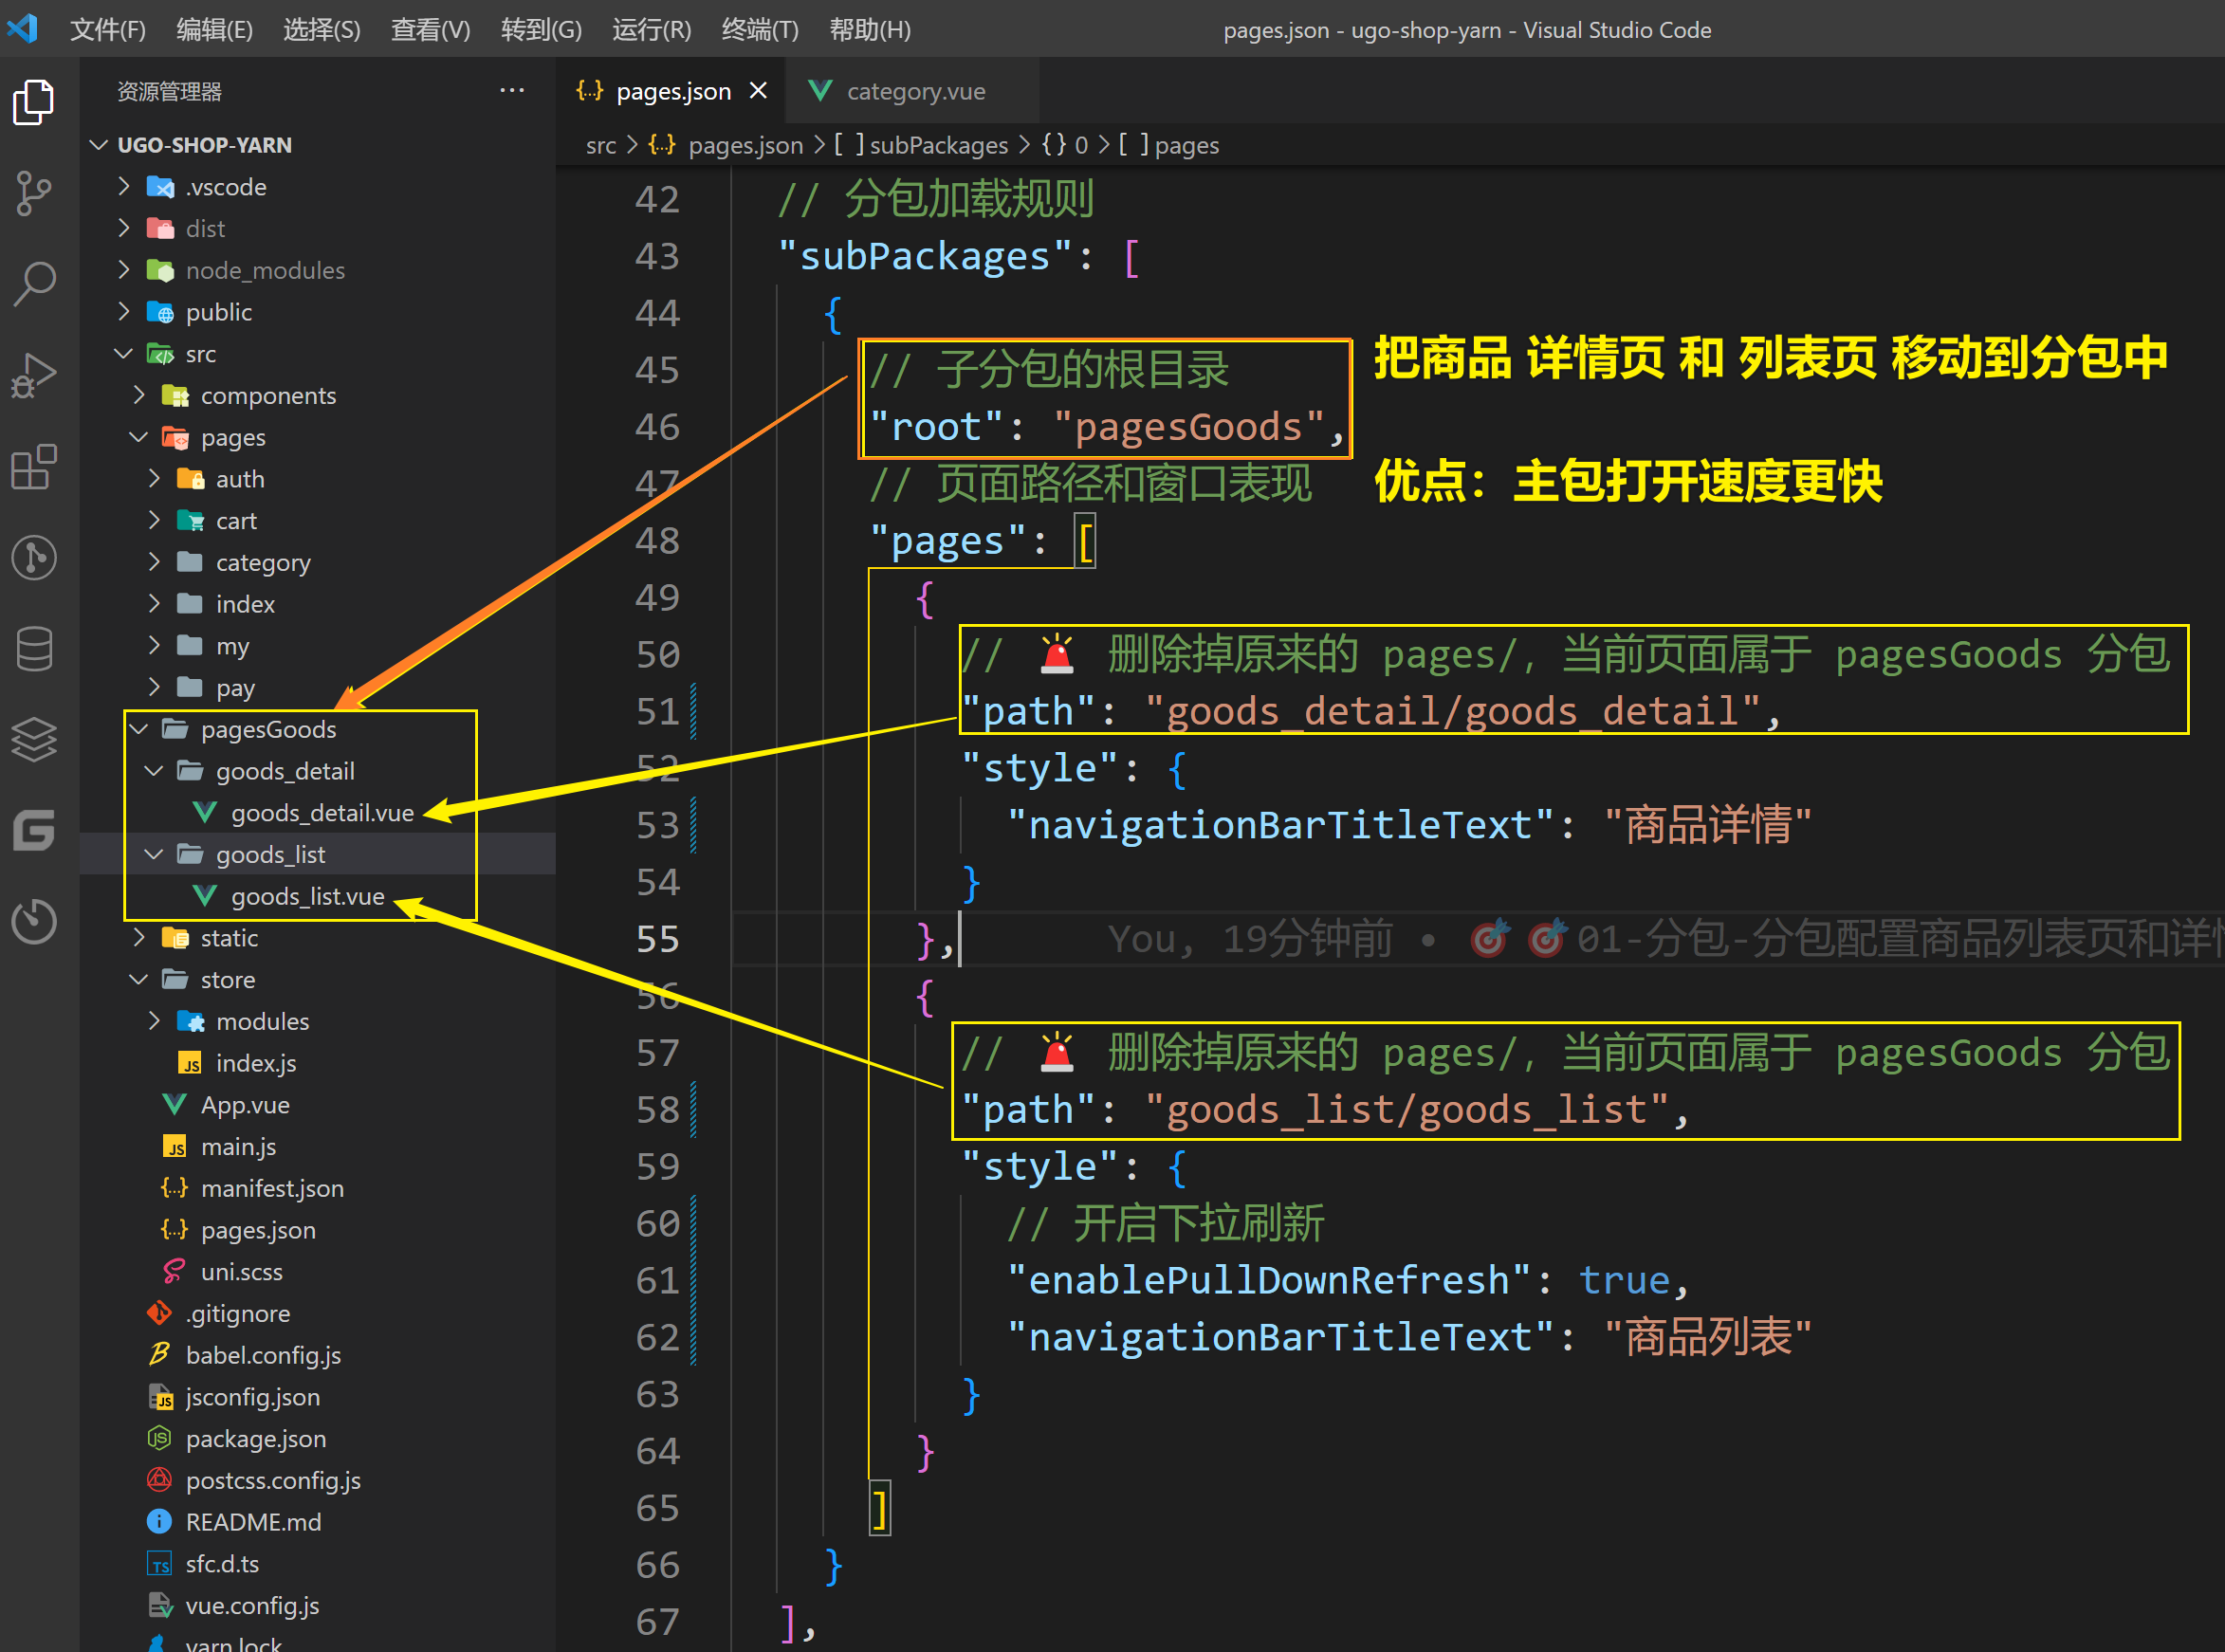 文件(F) 编辑(E) 选择(S) 查看(V) 转到(G) 运行(R) 终端(T) 帮助(H) pages.json - ugo-shop-yarn - Visual Studio Code
资源管理器 ···
UGO-SHOP-YARN
.vscode
dist
node_modules
public
src
components
pages
auth
cart
category
index
my
pay
pagesGoods
goods_detail
goods_detail.vue
goods_list
goods_list.vue
static
store
modules
index.js
App.vue
main.js
manifest.json
pages.json
uni.scss
.gitignore
babel.config.js
jsconfig.json
package.json
postcss.config.js
README.md
sfc.d.ts
vue.config.js
yarn.lock
pages.json category.vue
src > pages.json > [ ] subPackages > {} 0 > [ ] pages
42 // 分包加载规则
43 "subPackages": [
44 {
45 // 子分包的根目录
46 "root": "pagesGoods",
47 // 页面路径和窗口表现
48 "pages": [
49 {
50 // 🚨 删除掉原来的 pages/, 当前页面属于 pagesGoods 分包
51 "path": "goods_detail/goods_detail",
52 "style": {
53 "navigationBarTitleText": "商品详情"
54 }
55 }, You, 19分钟前 • 🎯🎯01-分包-分包配置商品列表页和详情
56 {
57 // 🚨 删除掉原来的 pages/, 当前页面属于 pagesGoods 分包
58 "path": "goods_list/goods_list",
59 "style": {
60 // 开启下拉刷新
61 "enablePullDownRefresh": true,
62 "navigationBarTitleText": "商品列表"
63 }
64 }
65 ]
66 }
67 ],
把商品 详情页 和 列表页 移动到分包中
优点：主包打开速度更快